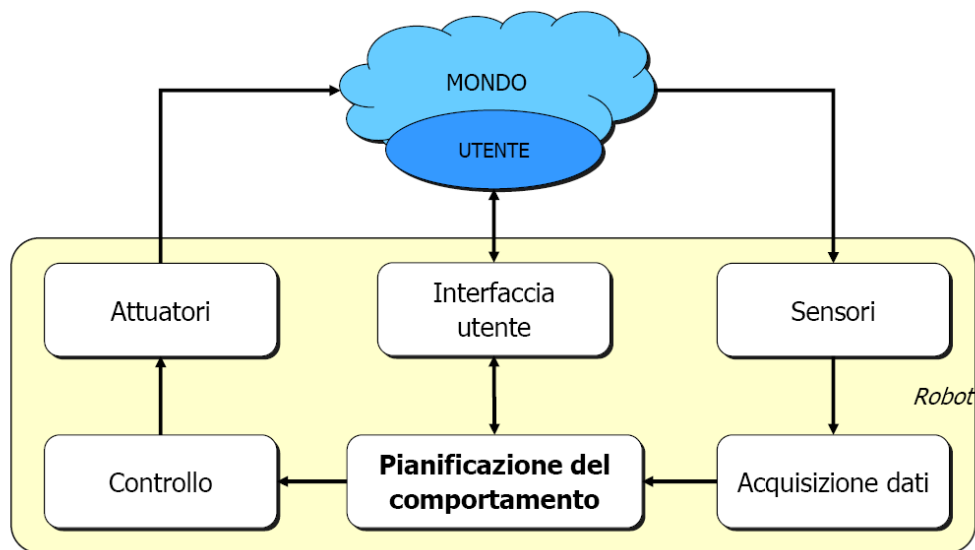 MONDO
UTENTE
Attuatori
Interfaccia
utente
Sensori
Robot
Controllo
Pianificazione del
comportamento
Acquisizione dati